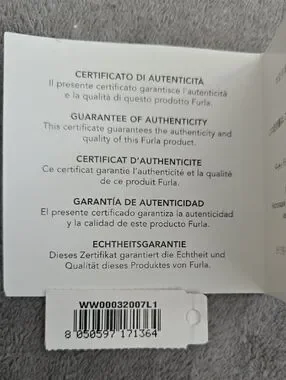 CERTIFICATO DI AUTENTICITÀ
Il presente certificato garantisce l'autenticità
e la qualità di questo prodotto Furla.
GUARANTEE OF AUTHENTICITY
This certificate guarantees the authenticity and
quality of this Furla product.
CERTIFICAT D'AUTHENTICITE
Ce certificat garantie l'authenticité et la qualité
de ce produit Furla.
GARANTÍA DE AUTENTICIDAD
El presente certificado garantiza la autenticidad
y la calidad de este producto Furla.
ECHTHEITSGARANTIE
Dieses Zertifikat garantiert die Echtheit und
Qualität dieses Produktes von Furla.
WW00032007L1
8 050597 171364